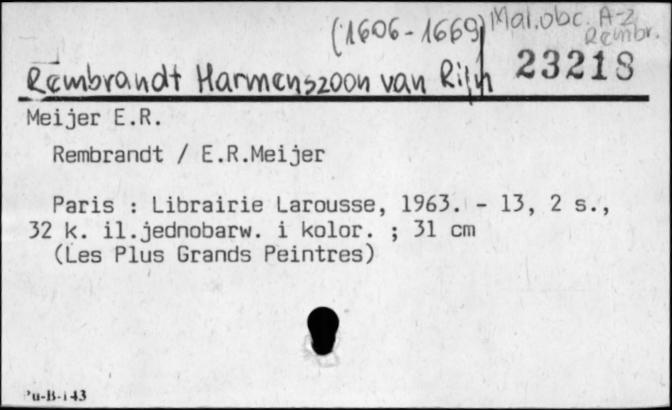 (1606-1669) Mal.obc. A-Z
Rembr.
Rembrandt Harmenszoon van Rijn 23218
Meijer E.R.
Rembrandt / E.R.Meijer
Paris : Librairie Larousse, 1963. - 13, 2 s.,
32 k. il.jednobarw. i kolor. ; 31 cm
(Les Plus Grands Peintres)
Pu-B-143